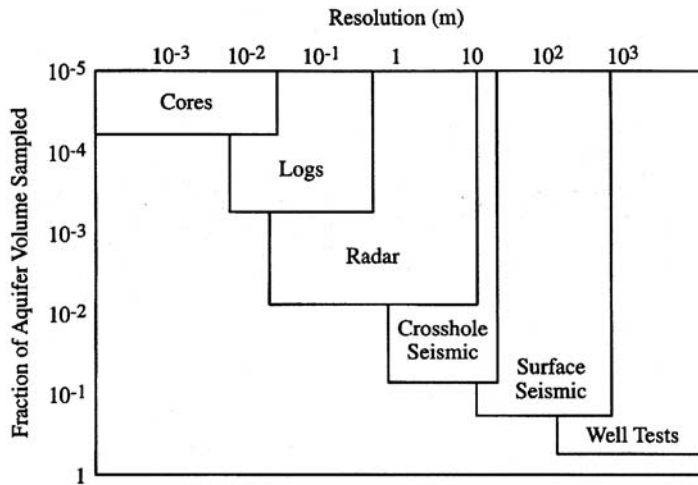 Resolution (m)
10⁻³ 10⁻² 10⁻¹ 1 10 10² 10³
Fraction of Aquifer Volume Sampled
10⁻⁵
10⁻⁴
10⁻³
10⁻²
10⁻¹
1
Cores
Logs
Radar
Crosshole
Seismic
Surface
Seismic
Well Tests